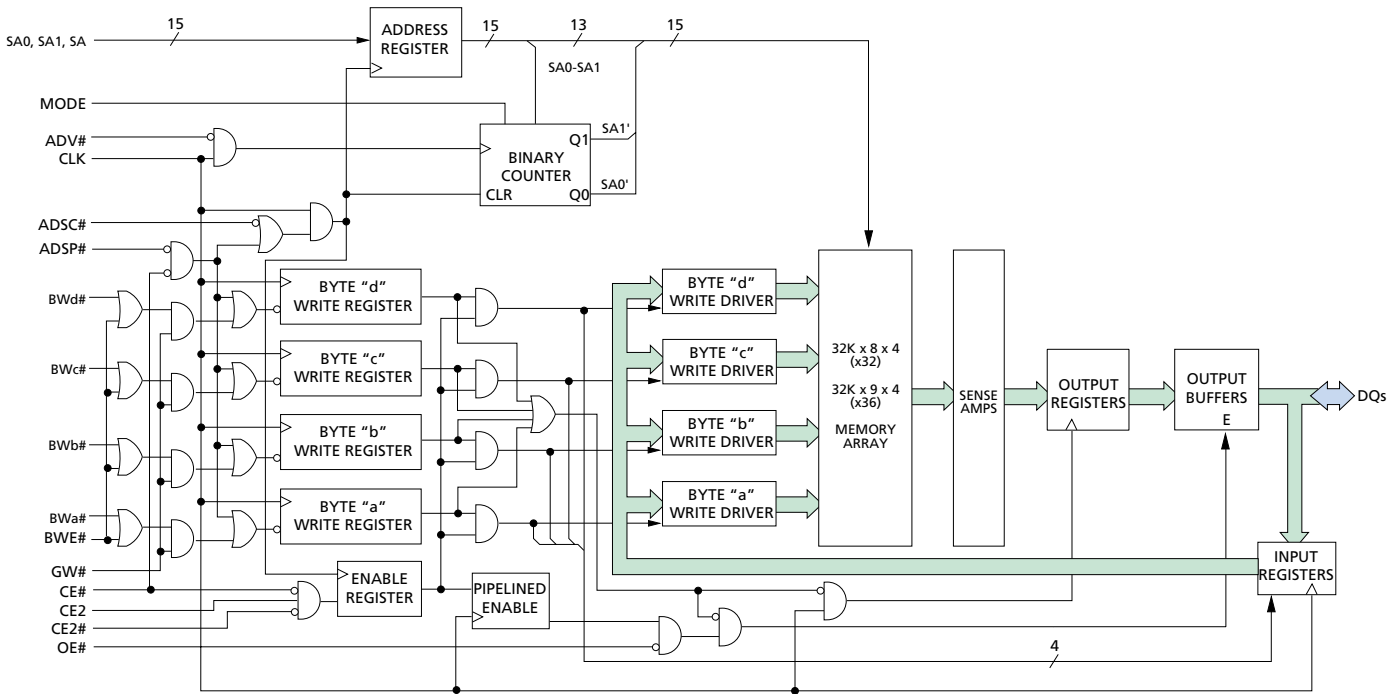 SA0, SA1, SA
15
ADDRESS
REGISTER
15
13
15
SA0-SA1
MODE
ADV#
CLK
BINARY
COUNTER
Q1
SA1'
CLR
Q0
SA0'
ADSC#
ADSP#
BWd#
BYTE “d”
WRITE REGISTER
BYTE “d”
WRITE DRIVER
BWc#
BYTE “c”
WRITE REGISTER
BYTE “c”
WRITE DRIVER
32K x 8 x 4
(x32)
32K x 9 x 4
(x36)
MEMORY
ARRAY
SENSE
AMPS
OUTPUT
REGISTERS
OUTPUT
BUFFERS
E
DQs
BWb#
BYTE “b”
WRITE REGISTER
BYTE “b”
WRITE DRIVER
BWa#
BWE#
BYTE “a”
WRITE REGISTER
BYTE “a”
WRITE DRIVER
GW#
CE#
CE2
CE2#
OE#
ENABLE
REGISTER
PIPELINED
ENABLE
INPUT
REGISTERS
4